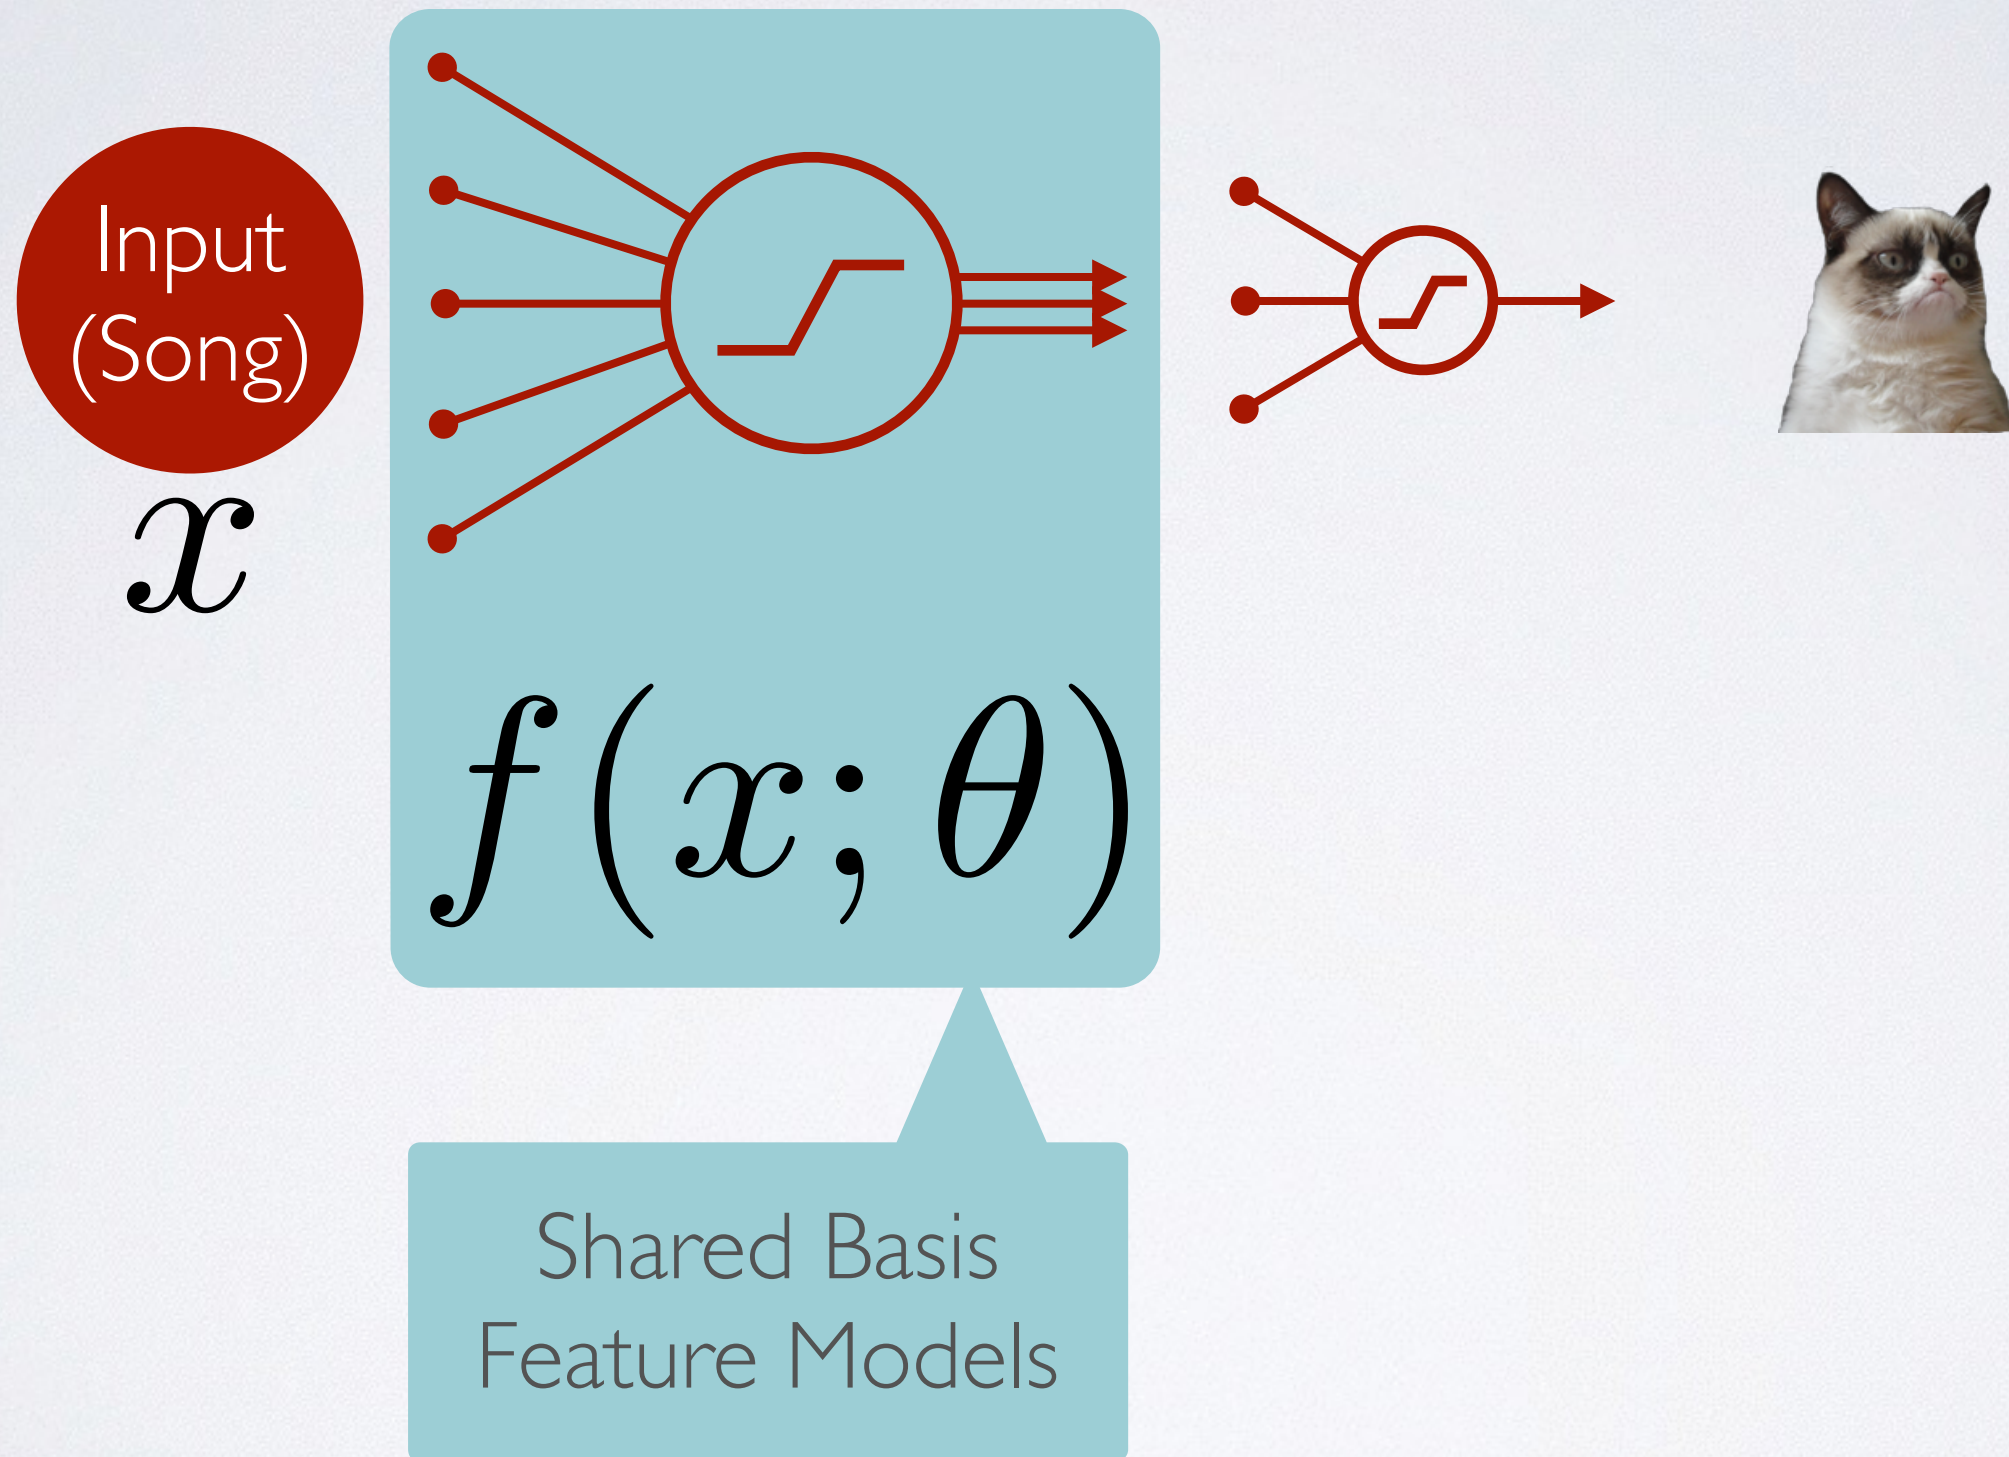 Input
(Song)
x
f(x; θ)
Shared Basis
Feature Models